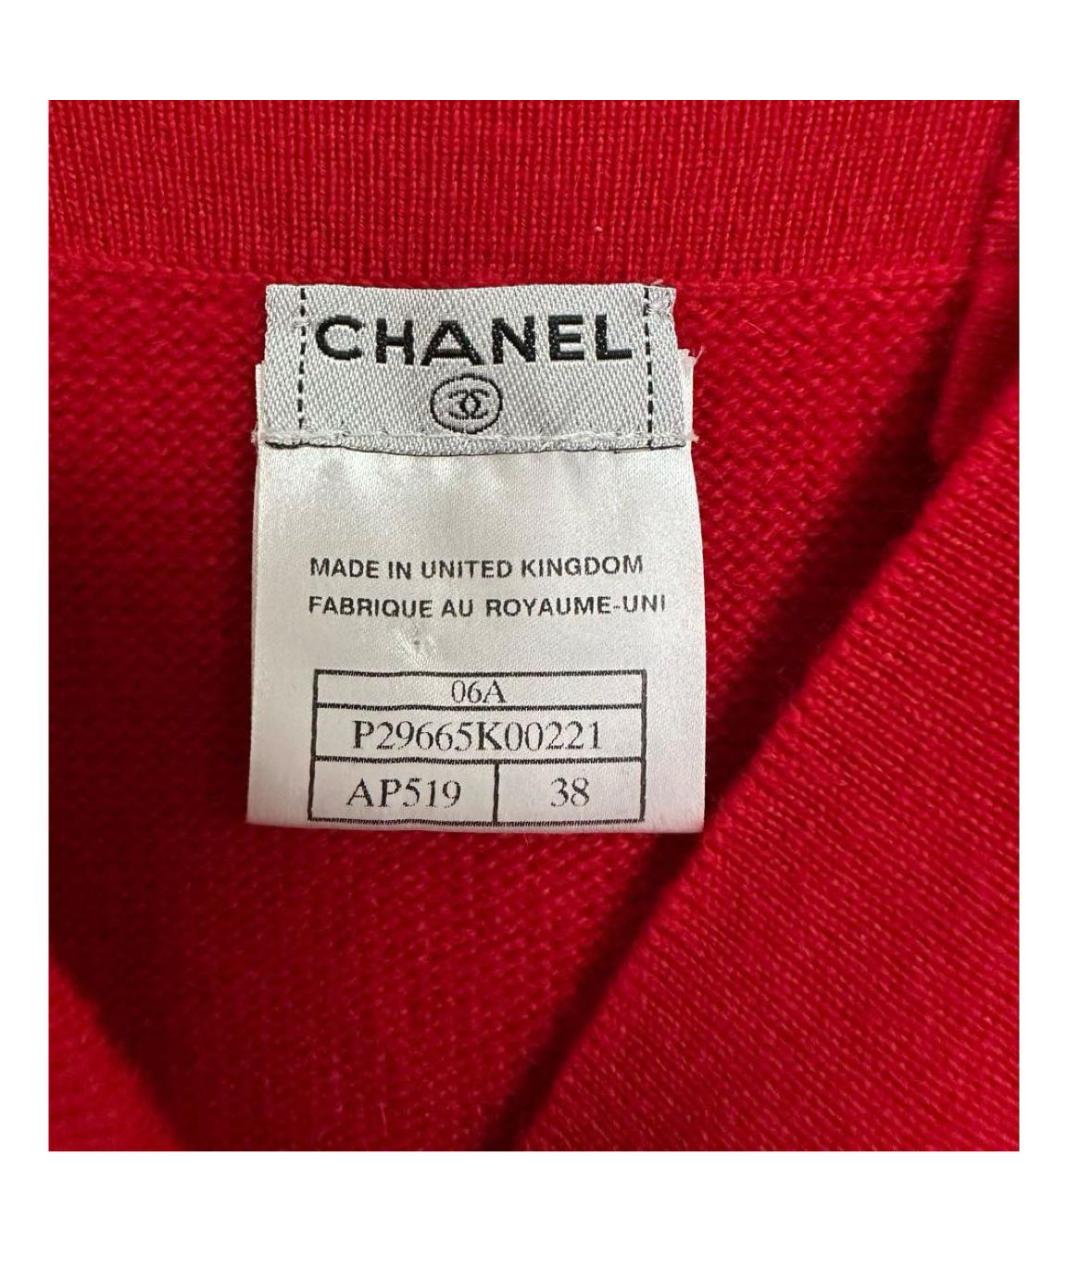 CHANEL
MADE IN UNITED KINGDOM
FABRIQUE AU ROYAUME-UNI
06A
P29665K00221
AP519 38